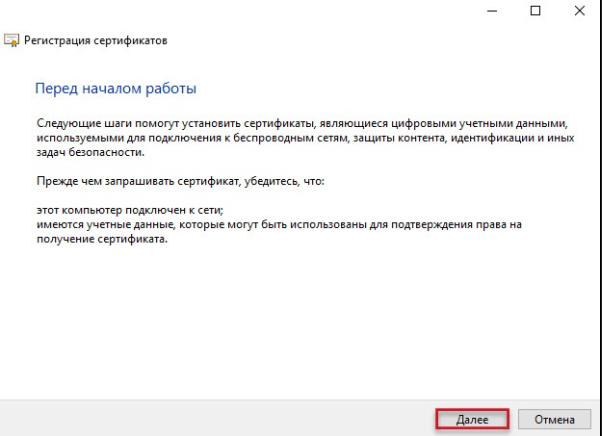 Регистрация сертификатов
Перед началом работы
Следующие шаги помогут установить сертификаты, являющиеся цифровыми учетными данными,
используемыми для подключения к беспроводным сетям, защиты контента, идентификации и иных
задач безопасности.
Прежде чем запрашивать сертификат, убедитесь, что:
этот компьютер подключен к сети;
имеются учетные данные, которые могут быть использованы для подтверждения права на
получение сертификата.
Далее
Отмена